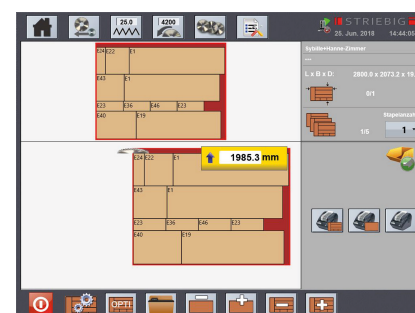 25.0
4200
STRIEBIG
25. Jun. 2018 14:44:05
Sybille+Hanne-Zimmer
---
L x B x D: 2800.0 x 2073.2 x 19
0/1
Stapelanzahl
1/5 1
E24 E22 E1
E43 E1
E23 E36 E46 E23
E40 E19
E24 E22 E1
1985.3 mm
E43 E1
E23 E36 E46 E23
E40 E19
OPTI